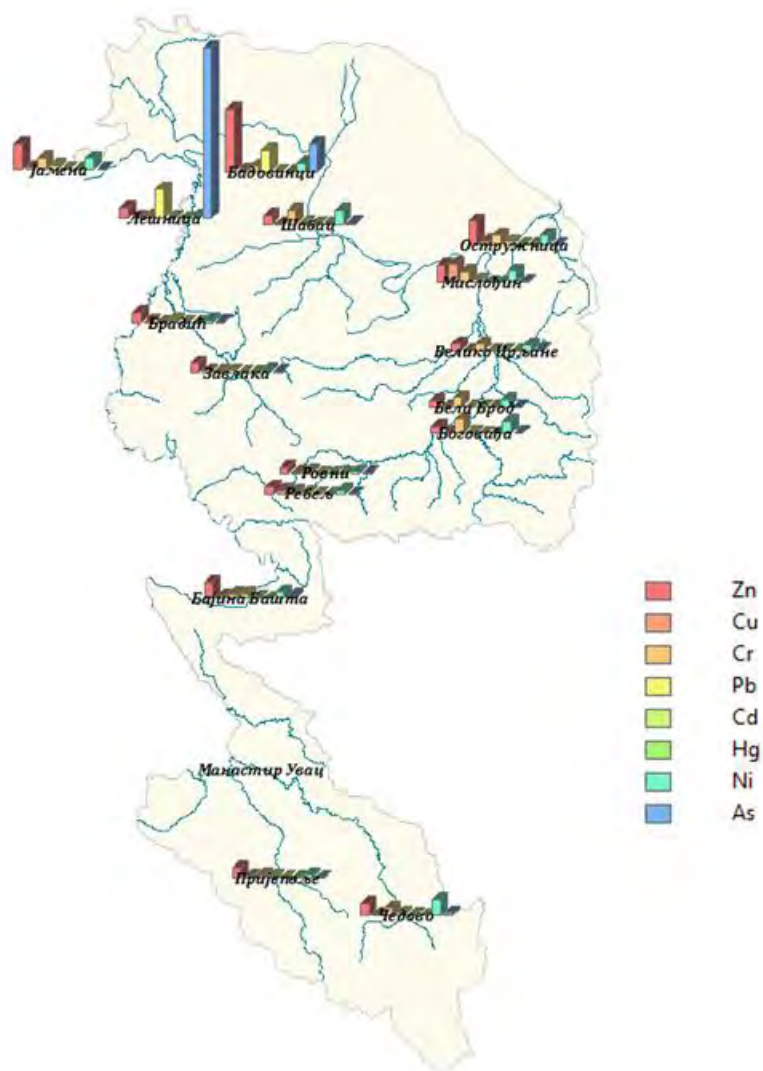 Јамена
Бадовинци
Лешница
Шабац
Остружница
Мислођин
Брадић
Велико Црљане
Завлака
Бели Брод
Боговађа
Ровни
Ребељ
Бајина Башта
Zn
Cu
Cr
Pb
Cd
Hg
Ni
As
Манастир Увац
Пријепоље
Чедово